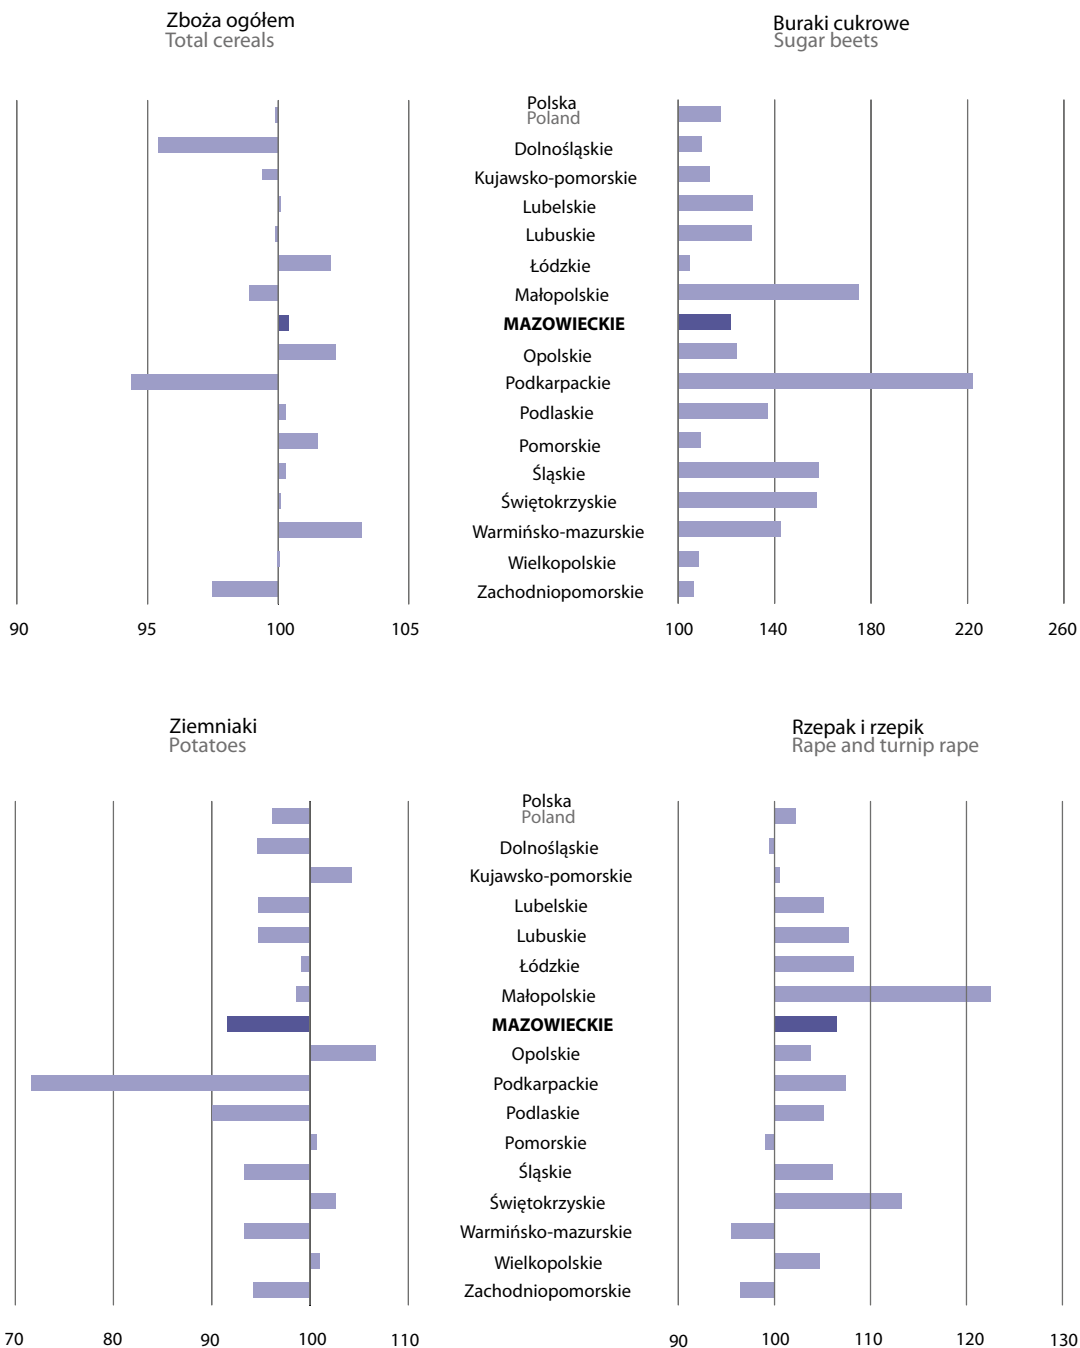 Zboża ogółem
Total cereals
Buraki cukrowe
Sugar beets
Polska
Poland
Dolnośląskie
Kujawsko-pomorskie
Lubelskie
Lubuskie
Łódzkie
Małopolskie
MAZOWIECKIE
Opolskie
Podkarpackie
Podlaskie
Pomorskie
Śląskie
Świętokrzyskie
Warmińsko-mazurskie
Wielkopolskie
Zachodniopomorskie
90 95 100 105
100 140 180 220 260
Ziemniaki
Potatoes
Rzepak i rzepik
Rape and turnip rape
Polska
Poland
Dolnośląskie
Kujawsko-pomorskie
Lubelskie
Lubuskie
Łódzkie
Małopolskie
MAZOWIECKIE
Opolskie
Podkarpackie
Podlaskie
Pomorskie
Śląskie
Świętokrzyskie
Warmińsko-mazurskie
Wielkopolskie
Zachodniopomorskie
70 80 90 100 110
90 100 110 120 130